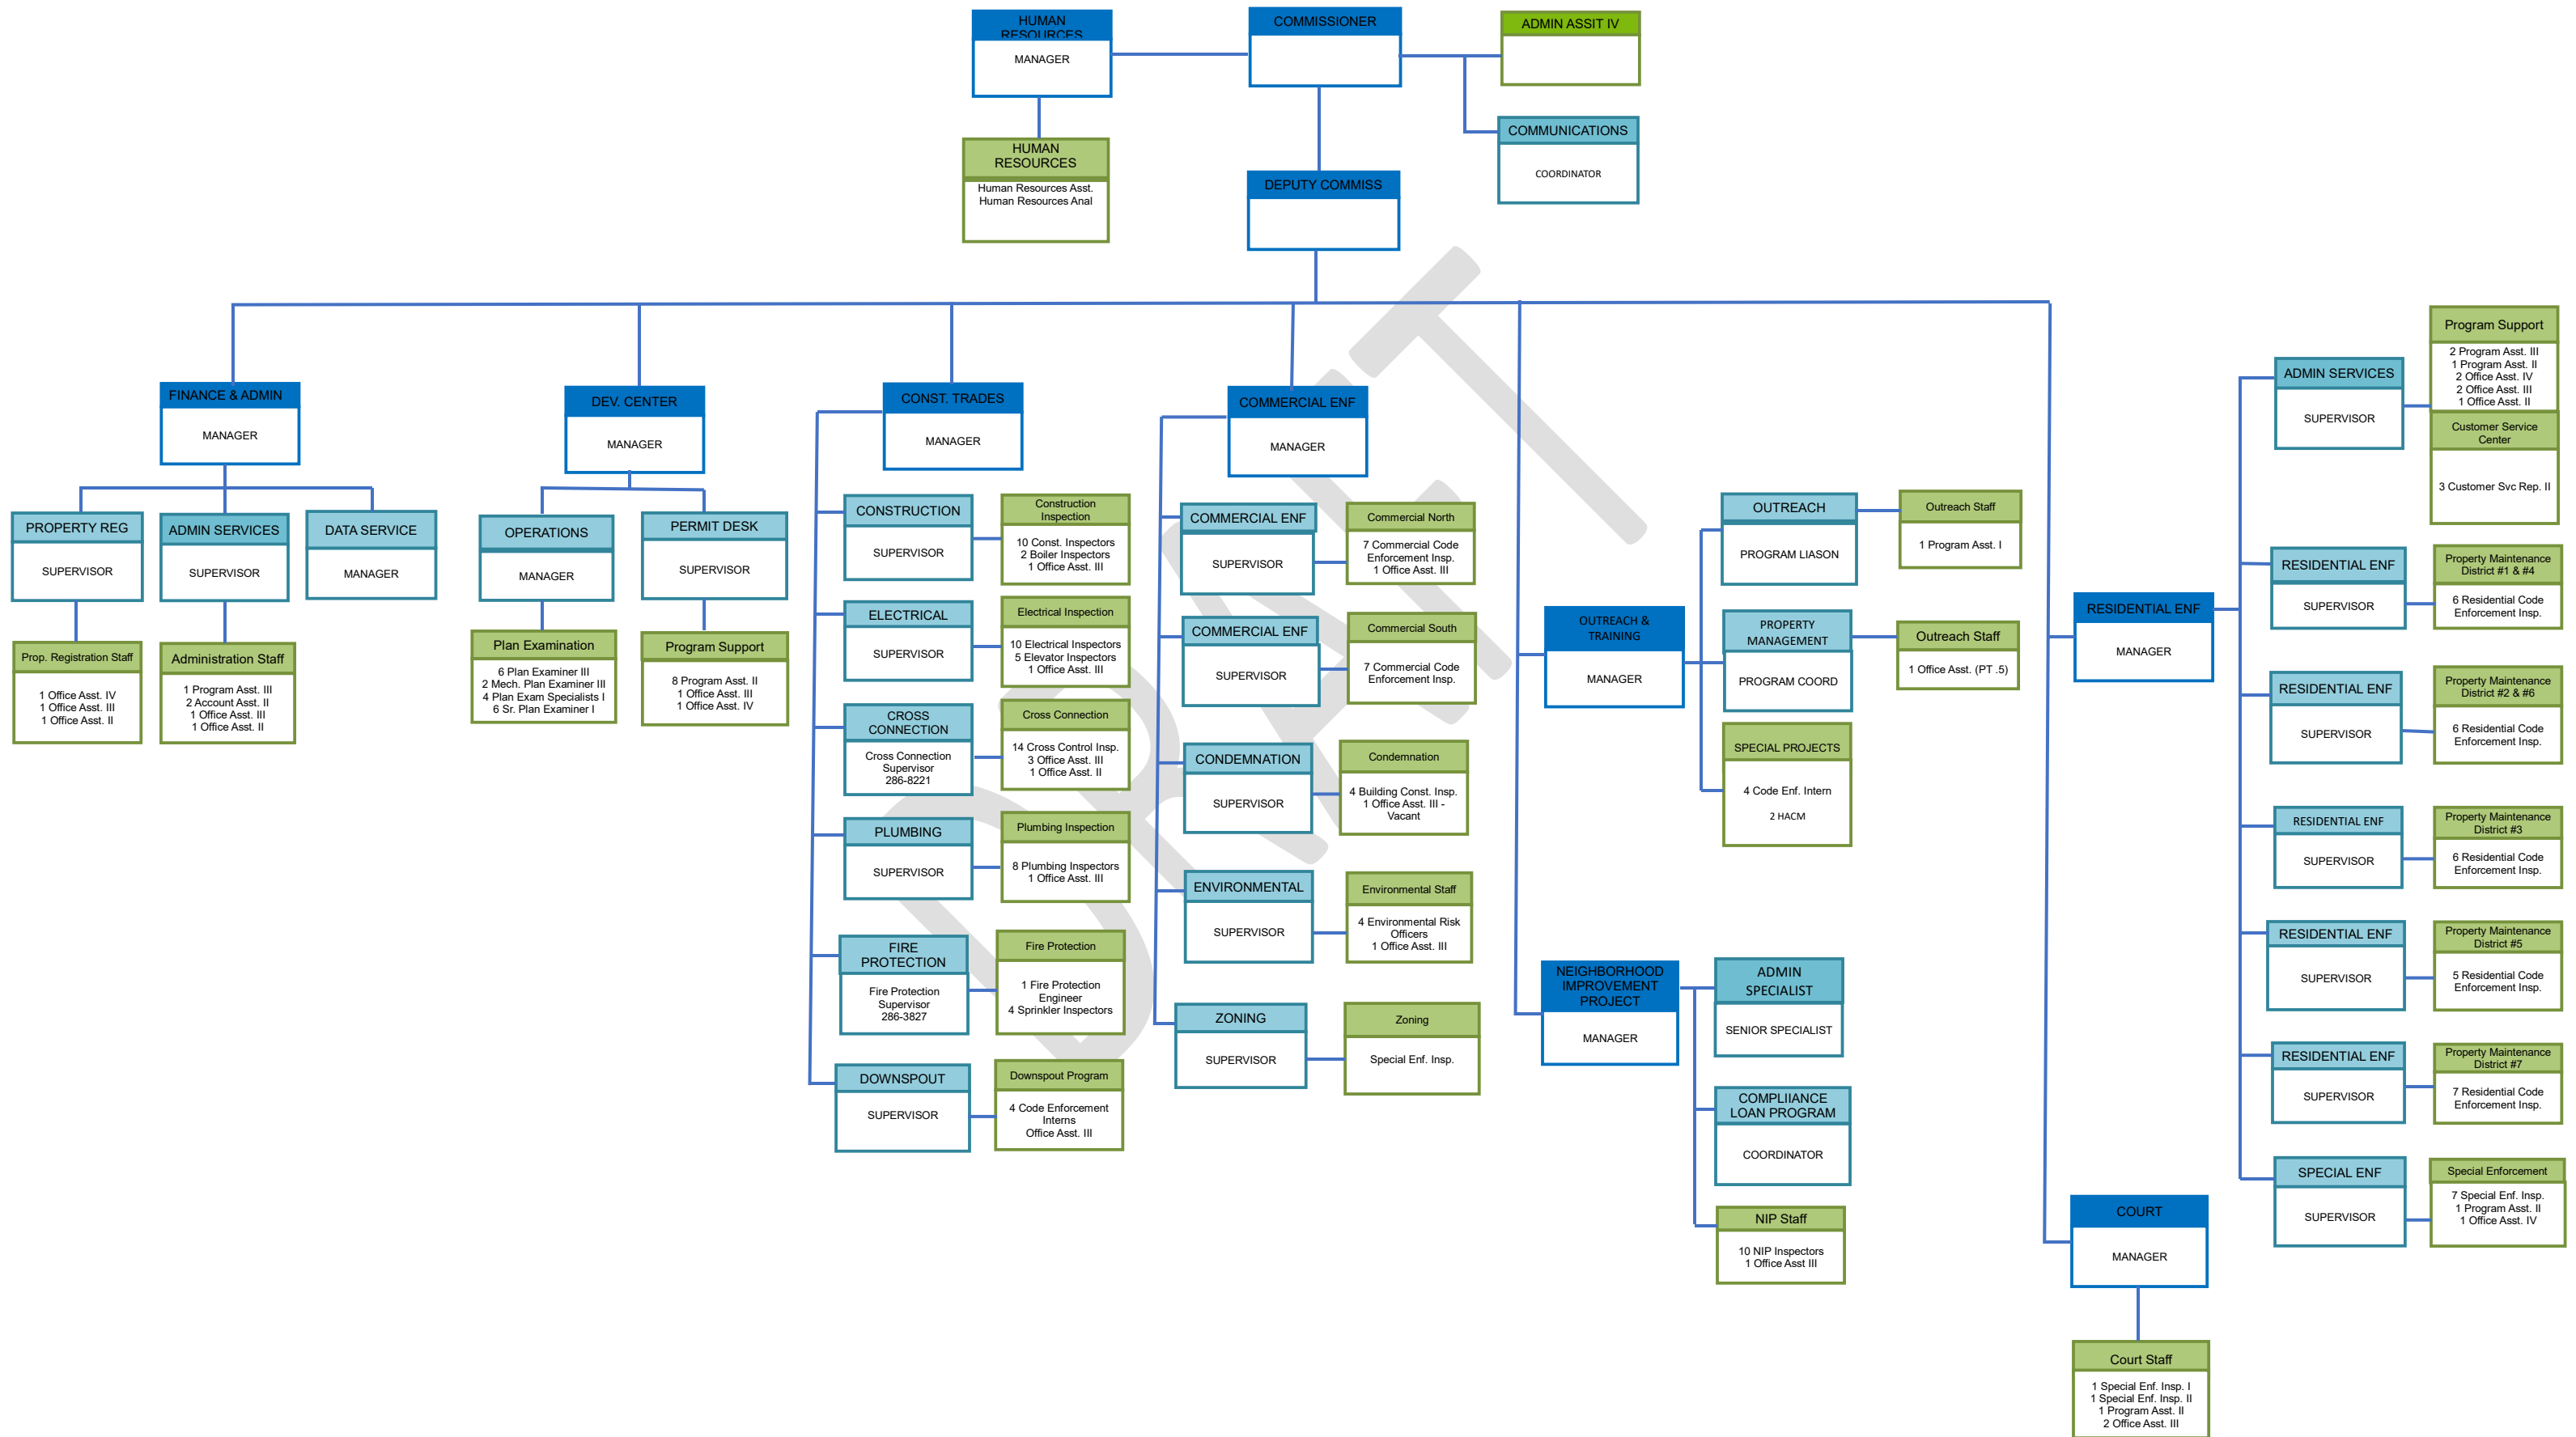 HUMAN
RESOURCES
MANAGER
COMMISSIONER
ADMIN ASSIT IV
HUMAN
RESOURCES
Human Resources Asst.
Human Resources Anal
COMMUNICATIONS
COORDINATOR
DEPUTY COMMISS
DRAFT
FINANCE & ADMIN
MANAGER
PROPERTY REG
SUPERVISOR
ADMIN SERVICES
SUPERVISOR
DATA SERVICE
MANAGER
Prop. Registration Staff
1 Office Asst. IV
1 Office Asst. III
1 Office Asst. II
Administration Staff
1 Program Asst. III
2 Account Asst. II
1 Office Asst. III
1 Office Asst. II
DEV. CENTER
MANAGER
OPERATIONS
MANAGER
PERMIT DESK
SUPERVISOR
Plan Examination
6 Plan Examiner III
2 Mech. Plan Examiner III
4 Plan Exam Specialists I
6 Sr. Plan Examiner I
Program Support
8 Program Asst. II
1 Office Asst. III
1 Office Asst. IV
CONST. TRADES
MANAGER
CONSTRUCTION
SUPERVISOR
Construction
Inspection
10 Const. Inspectors
2 Boiler Inspectors
1 Office Asst. III
ELECTRICAL
SUPERVISOR
Electrical Inspection
10 Electrical Inspectors
5 Elevator Inspectors
1 Office Asst. III
CROSS
CONNECTION
Cross Connection
Supervisor
286-8221
Cross Connection
14 Cross Control Insp.
3 Office Asst. III
1 Office Asst. II
PLUMBING
SUPERVISOR
Plumbing Inspection
8 Plumbing Inspectors
1 Office Asst. III
FIRE
PROTECTION
Fire Protection
Supervisor
286-3827
Fire Protection
1 Fire Protection
Engineer
4 Sprinkler Inspectors
DOWNSPOUT
SUPERVISOR
Downspout Program
4 Code Enforcement
Interns
Office Asst. III
COMMERCIAL ENF
MANAGER
COMMERCIAL ENF
SUPERVISOR
Commercial North
7 Commercial Code
Enforcement Insp.
1 Office Asst. III
COMMERCIAL ENF
SUPERVISOR
Commercial South
7 Commercial Code
Enforcement Insp.
CONDEMNATION
SUPERVISOR
Condemnation
4 Building Const. Insp.
1 Office Asst. III -
Vacant
ENVIRONMENTAL
SUPERVISOR
Environmental Staff
4 Environmental Risk
Officers
1 Office Asst. III
ZONING
SUPERVISOR
Zoning
Special Enf. Insp.
OUTREACH &
TRAINING
MANAGER
OUTREACH
PROGRAM LIASON
Outreach Staff
1 Program Asst. I
PROPERTY
MANAGEMENT
PROGRAM COORD
Outreach Staff
1 Office Asst. (PT .5)
SPECIAL PROJECTS
4 Code Enf. Intern
2 HACM
NEIGHBORHOOD
IMPROVEMENT
PROJECT
MANAGER
ADMIN
SPECIALIST
SENIOR SPECIALIST
COMPLIIANCE
LOAN PROGRAM
COORDINATOR
NIP Staff
10 NIP Inspectors
1 Office Asst III
RESIDENTIAL ENF
MANAGER
ADMIN SERVICES
SUPERVISOR
Program Support
2 Program Asst. III
1 Program Asst. II
2 Office Asst. IV
2 Office Asst. III
1 Office Asst. II
Customer Service
Center
3 Customer Svc Rep. II
RESIDENTIAL ENF
SUPERVISOR
Property Maintenance
District #1 & #4
6 Residential Code
Enforcement Insp.
RESIDENTIAL ENF
SUPERVISOR
Property Maintenance
District #2 & #6
6 Residential Code
Enforcement Insp.
RESIDENTIAL ENF
SUPERVISOR
Property Maintenance
District #3
6 Residential Code
Enforcement Insp.
RESIDENTIAL ENF
SUPERVISOR
Property Maintenance
District #5
5 Residential Code
Enforcement Insp.
RESIDENTIAL ENF
SUPERVISOR
Property Maintenance
District #7
7 Residential Code
Enforcement Insp.
SPECIAL ENF
SUPERVISOR
Special Enforcement
7 Special Enf. Insp.
1 Program Asst. II
1 Office Asst. IV
COURT
MANAGER
Court Staff
1 Special Enf. Insp. I
1 Special Enf. Insp. II
1 Program Asst. II
2 Office Asst. III